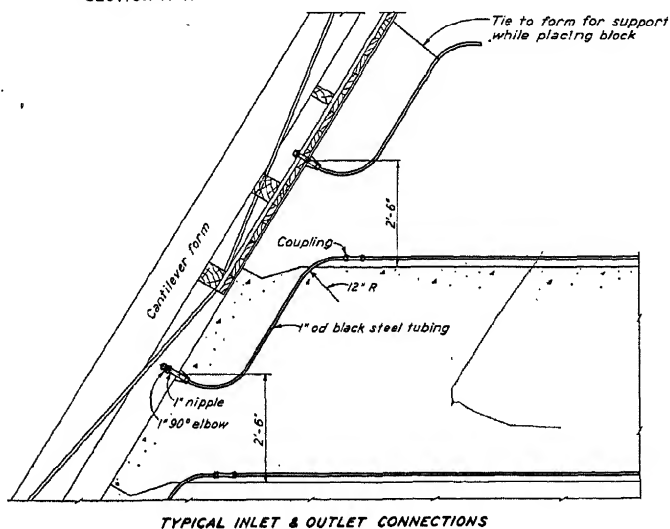 Tie to form for support
while placing block
2'-6"
Coupling
Cantilever form
12" R
1" od black steel tubing
1" nipple
1" 90° elbow
2'-6"
TYPICAL INLET & OUTLET CONNECTIONS